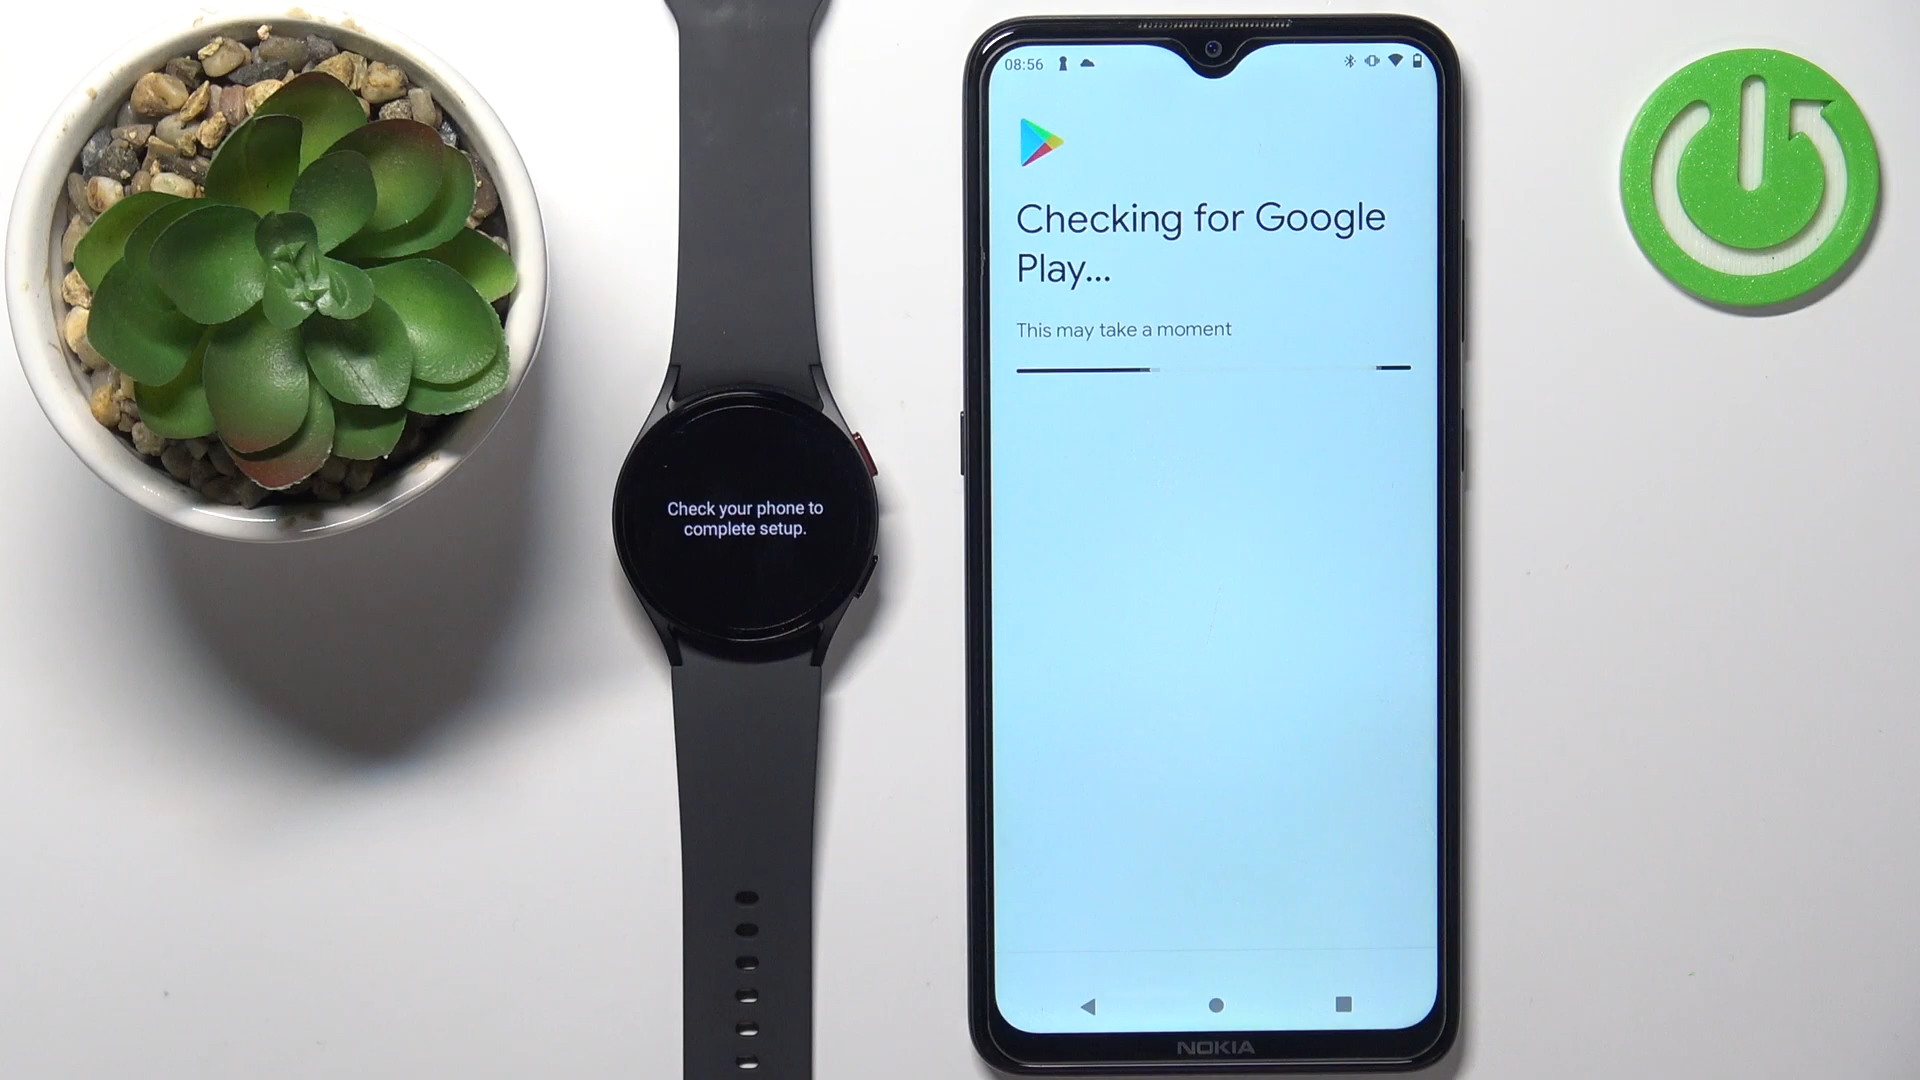 Check your phone to
complete setup.
08:56
Checking for Google
Play...
This may take a moment
NOKIA